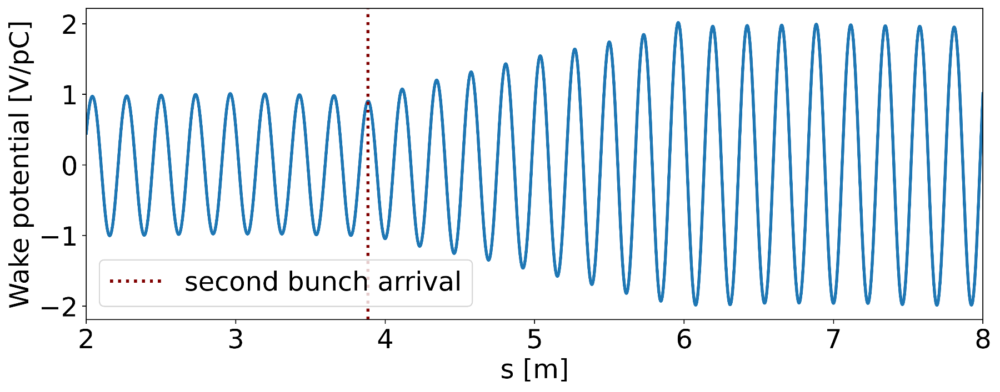 Wake potential [V/pC]
2
1
0
−1
−2
second bunch arrival
2 3 4 5 6 7 8
s [m]